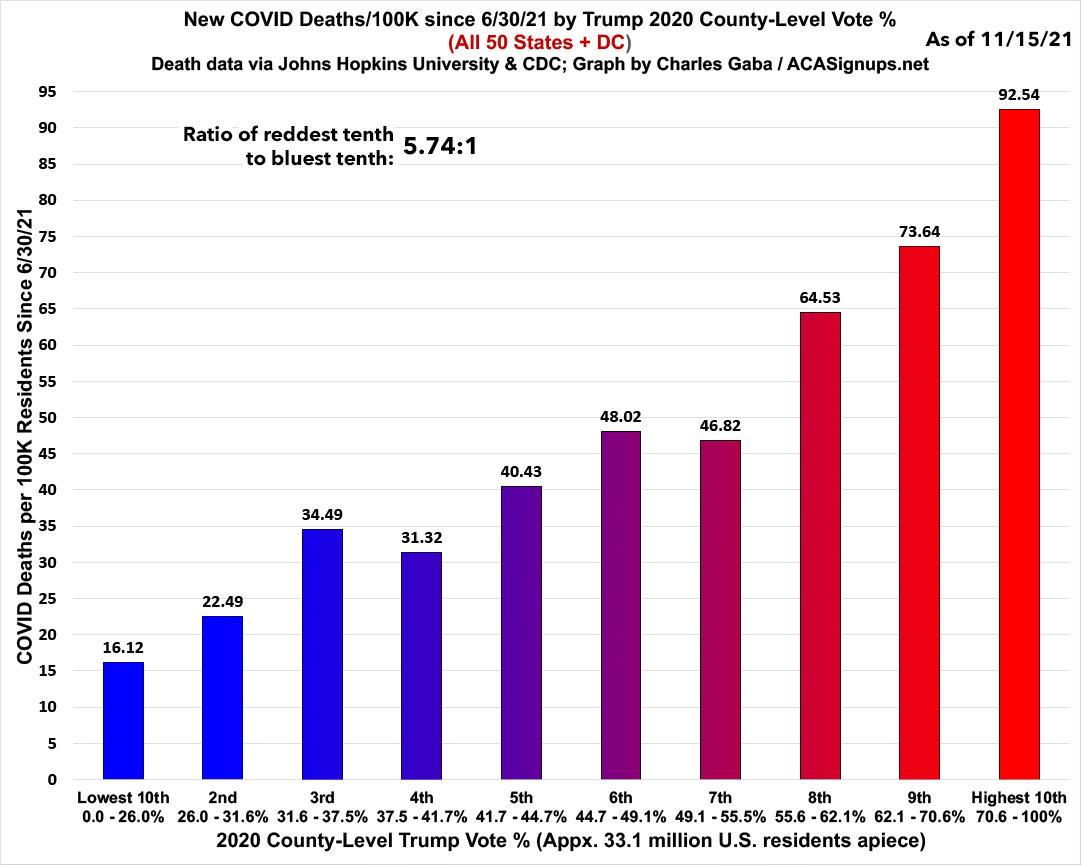 New COVID Deaths/100K since 6/30/21 by Trump 2020 County-Level Vote %
(All 50 States + DC)
As of 11/15/21
Death data via Johns Hopkins University & CDC; Graph by Charles Gaba / ACASignups.net
Ratio of reddest tenth
to bluest tenth:
5.74:1
COVID Deaths per 100K Residents Since 6/30/21
95
90
85
80
75
70
65
60
55
50
45
40
35
30
25
20
15
10
5
0
16.12
22.49
34.49
31.32
40.43
48.02
46.82
64.53
73.64
92.54
Lowest 10th
0.0 - 26.0%
2nd
26.0 - 31.6%
3rd
31.6 - 37.5%
4th
37.5 - 41.7%
5th
41.7 - 44.7%
6th
44.7 - 49.1%
7th
49.1 - 55.5%
8th
55.6 - 62.1%
9th
62.1 - 70.6%
Highest 10th
70.6 - 100%
2020 County-Level Trump Vote % (Appx. 33.1 million U.S. residents apiece)